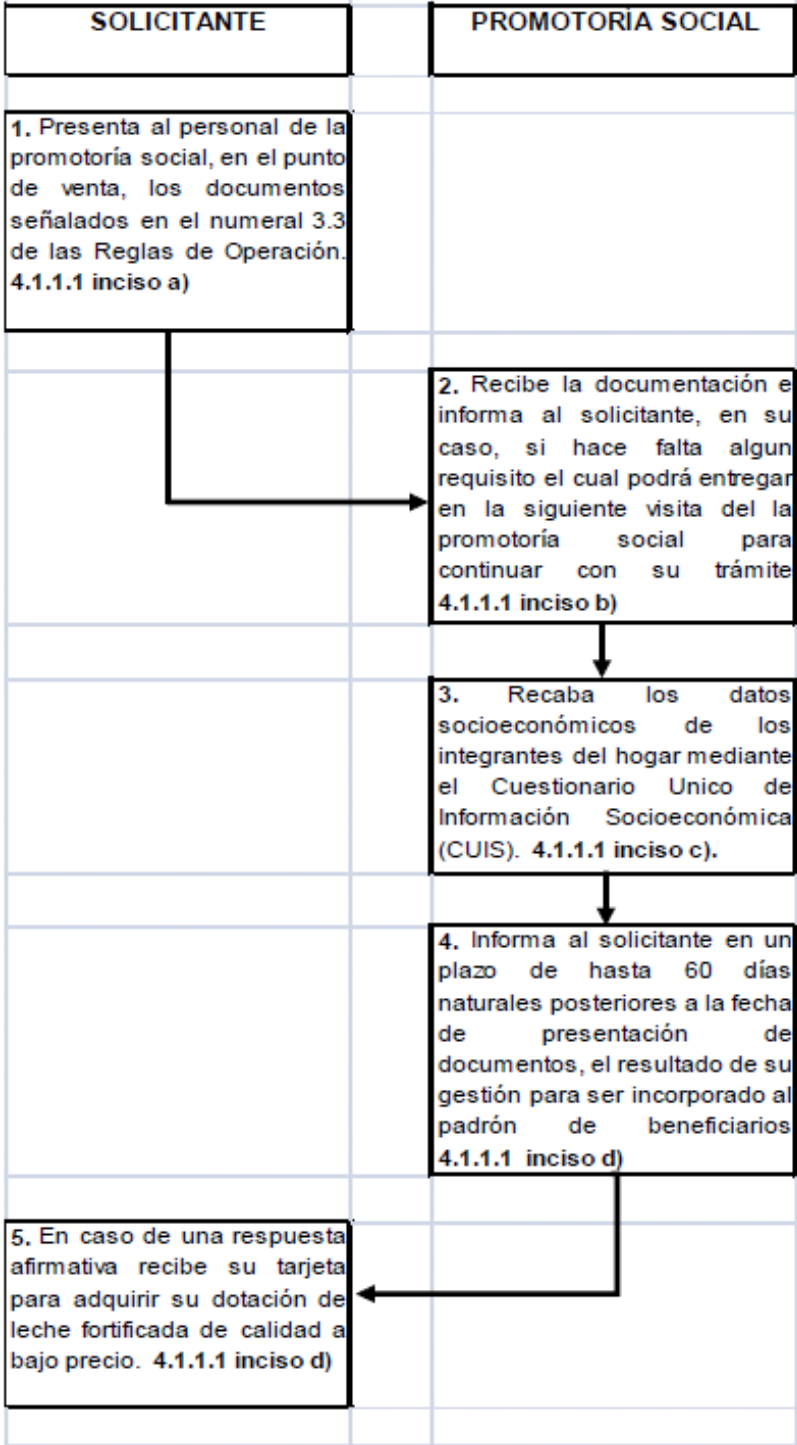 SOLICITANTE
PROMOTORÍA SOCIAL
1. Presenta al personal de la
promotoría social, en el punto
de venta, los documentos
señalados en el numeral 3.3
de las Reglas de Operación.
4.1.1.1 inciso a)
2. Recibe la documentación e
informa al solicitante, en su
caso, si hace falta algun
requisito el cual podrá entregar
en la siguiente visita del la
promotoría social para
continuar con su trámite
4.1.1.1 inciso b)
3. Recaba los datos
socioeconómicos de los
integrantes del hogar mediante
el Cuestionario Unico de
Información Socioeconómica
(CUIS). 4.1.1.1 inciso c).
4. Informa al solicitante en un
plazo de hasta 60 días
naturales posteriores a la fecha
de presentación de
documentos, el resultado de su
gestión para ser incorporado al
padrón de beneficiarios
4.1.1.1 inciso d)
5. En caso de una respuesta
afirmativa recibe su tarjeta
para adquirir su dotación de
leche fortificada de calidad a
bajo precio. 4.1.1.1 inciso d)